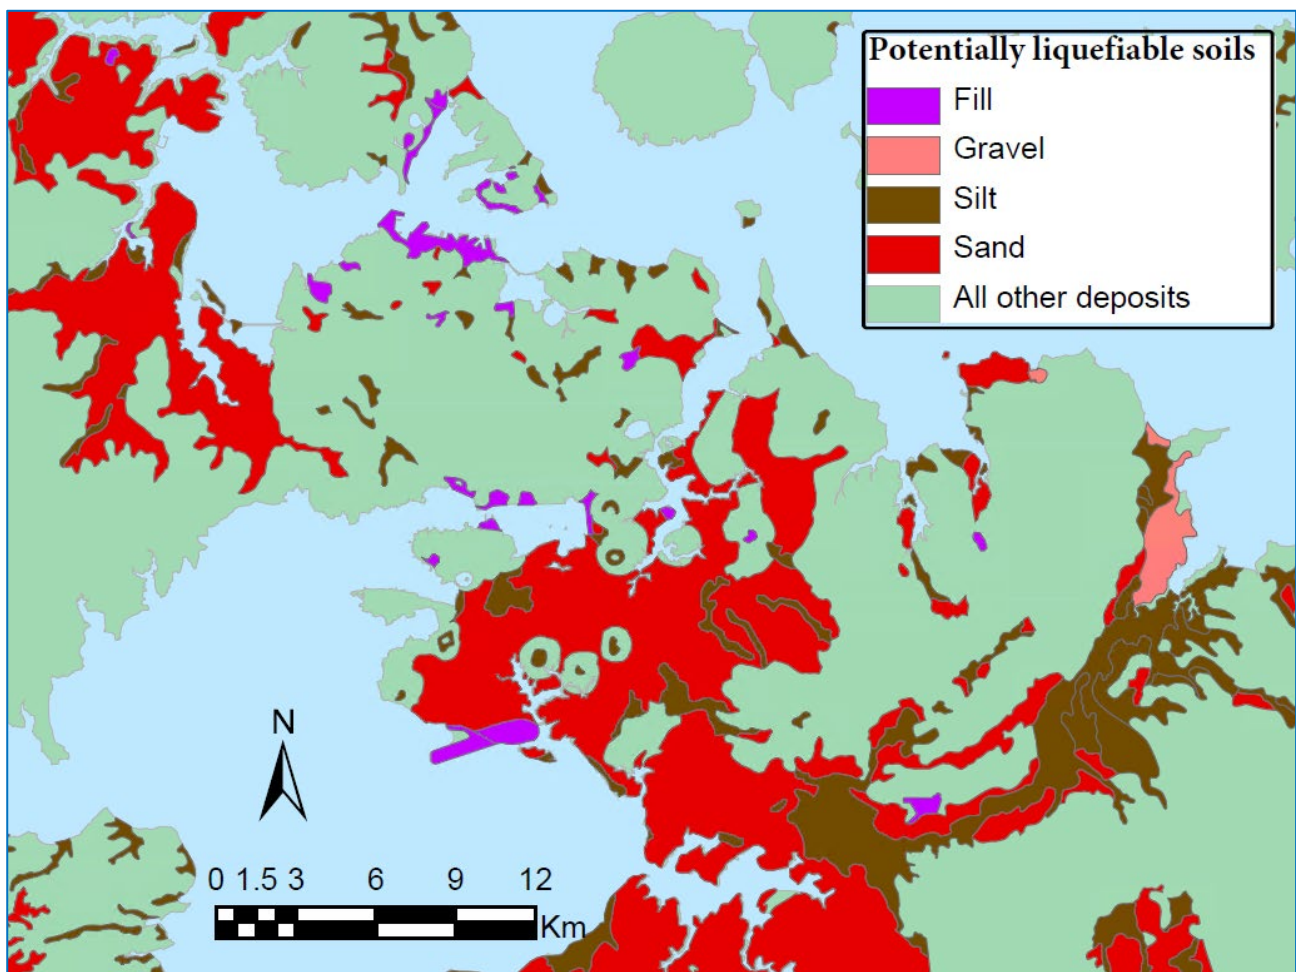 Potentially liquefiable soils
Fill
Gravel
Silt
Sand
All other deposits
N
0 1.5 3 6 9 12
Km